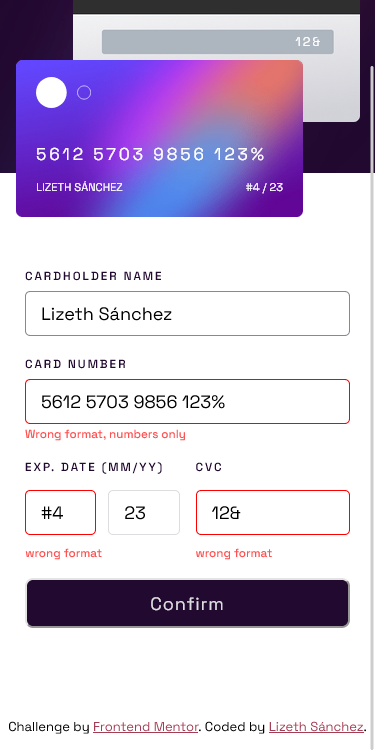 12&
5612 5703 9856 123%
LIZETH SÁNCHEZ #4 / 23
CARDHOLDER NAME
Lizeth Sánchez
CARD NUMBER
5612 5703 9856 123%
Wrong format, numbers only
EXP. DATE (MM/YY) CVC
#4 23 12&
wrong format wrong format
Confirm
Challenge by Frontend Mentor. Coded by Lizeth Sánchez.